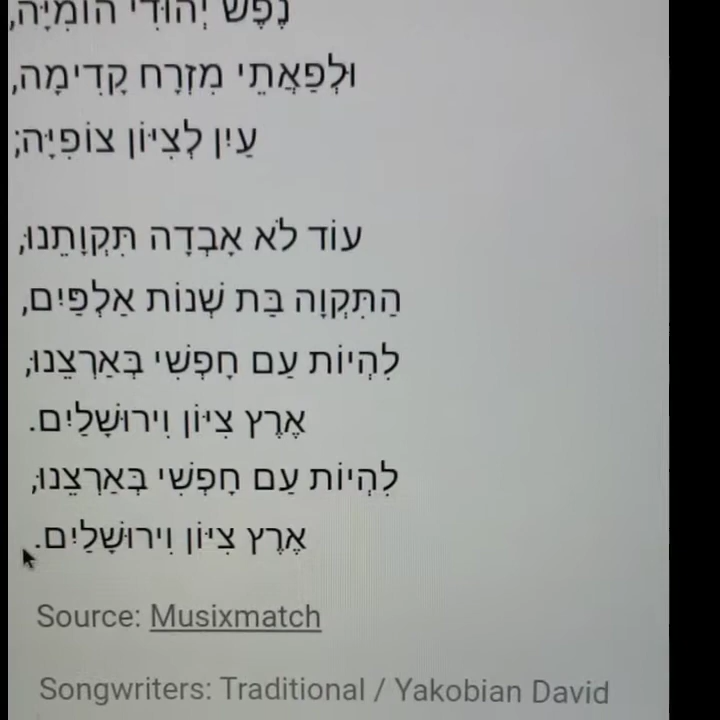 נֶפֶשׁ יְהוּדִי הוֹמִיָּה,
וּלְפַאֲתֵי מִזְרָח קָדִימָה,
עַיִן לְצִיּוֹן צוֹפִיָּה;
עוֹד לֹא אָבְדָה תִּקְוָתֵנוּ,
הַתִּקְוָה בַּת שְׁנוֹת אַלְפַּיִם,
לִהְיוֹת עַם חָפְשִׁי בְּאַרְצֵנוּ,
אֶרֶץ צִיּוֹן וִירוּשָׁלַיִם.
לִהְיוֹת עַם חָפְשִׁי בְּאַרְצֵנוּ,
אֶרֶץ צִיּוֹן וִירוּשָׁלַיִם.
Source: Musixmatch
Songwriters: Traditional / Yakobian David